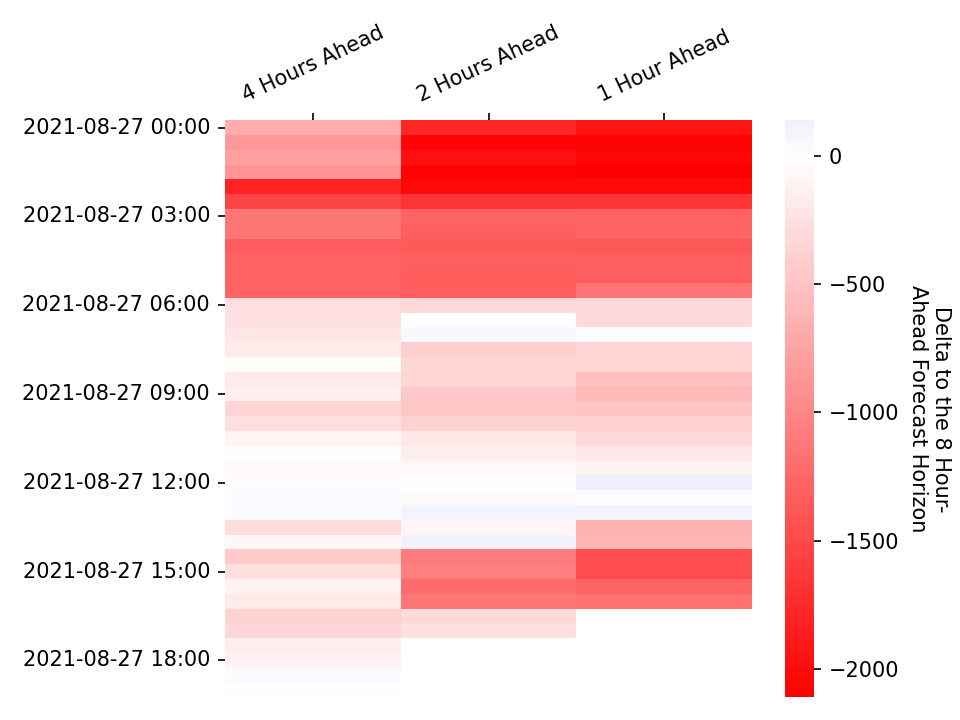 4 Hours Ahead
2 Hours Ahead
1 Hour Ahead
2021-08-27 00:00
2021-08-27 03:00
2021-08-27 06:00
2021-08-27 09:00
2021-08-27 12:00
2021-08-27 15:00
2021-08-27 18:00
0
−500
−1000
−1500
−2000
Delta to the 8 Hour-
Ahead Forecast Horizon